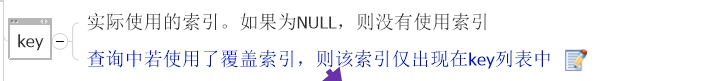 实际使用的索引。如果为NULL，则没有使用索引
key
查询中若使用了覆盖索引，则该索引仅出现在key列表中